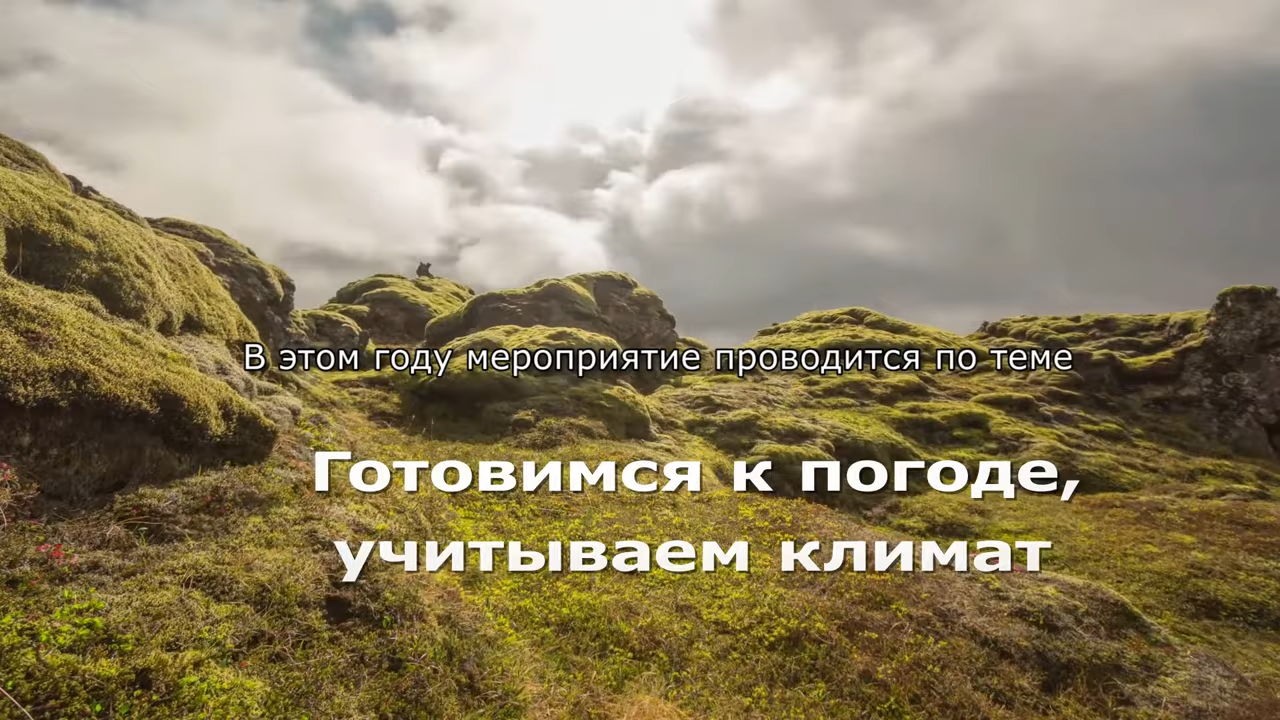 В этом году мероприятие проводится по теме
Готовимся к погоде,
учитываем климат